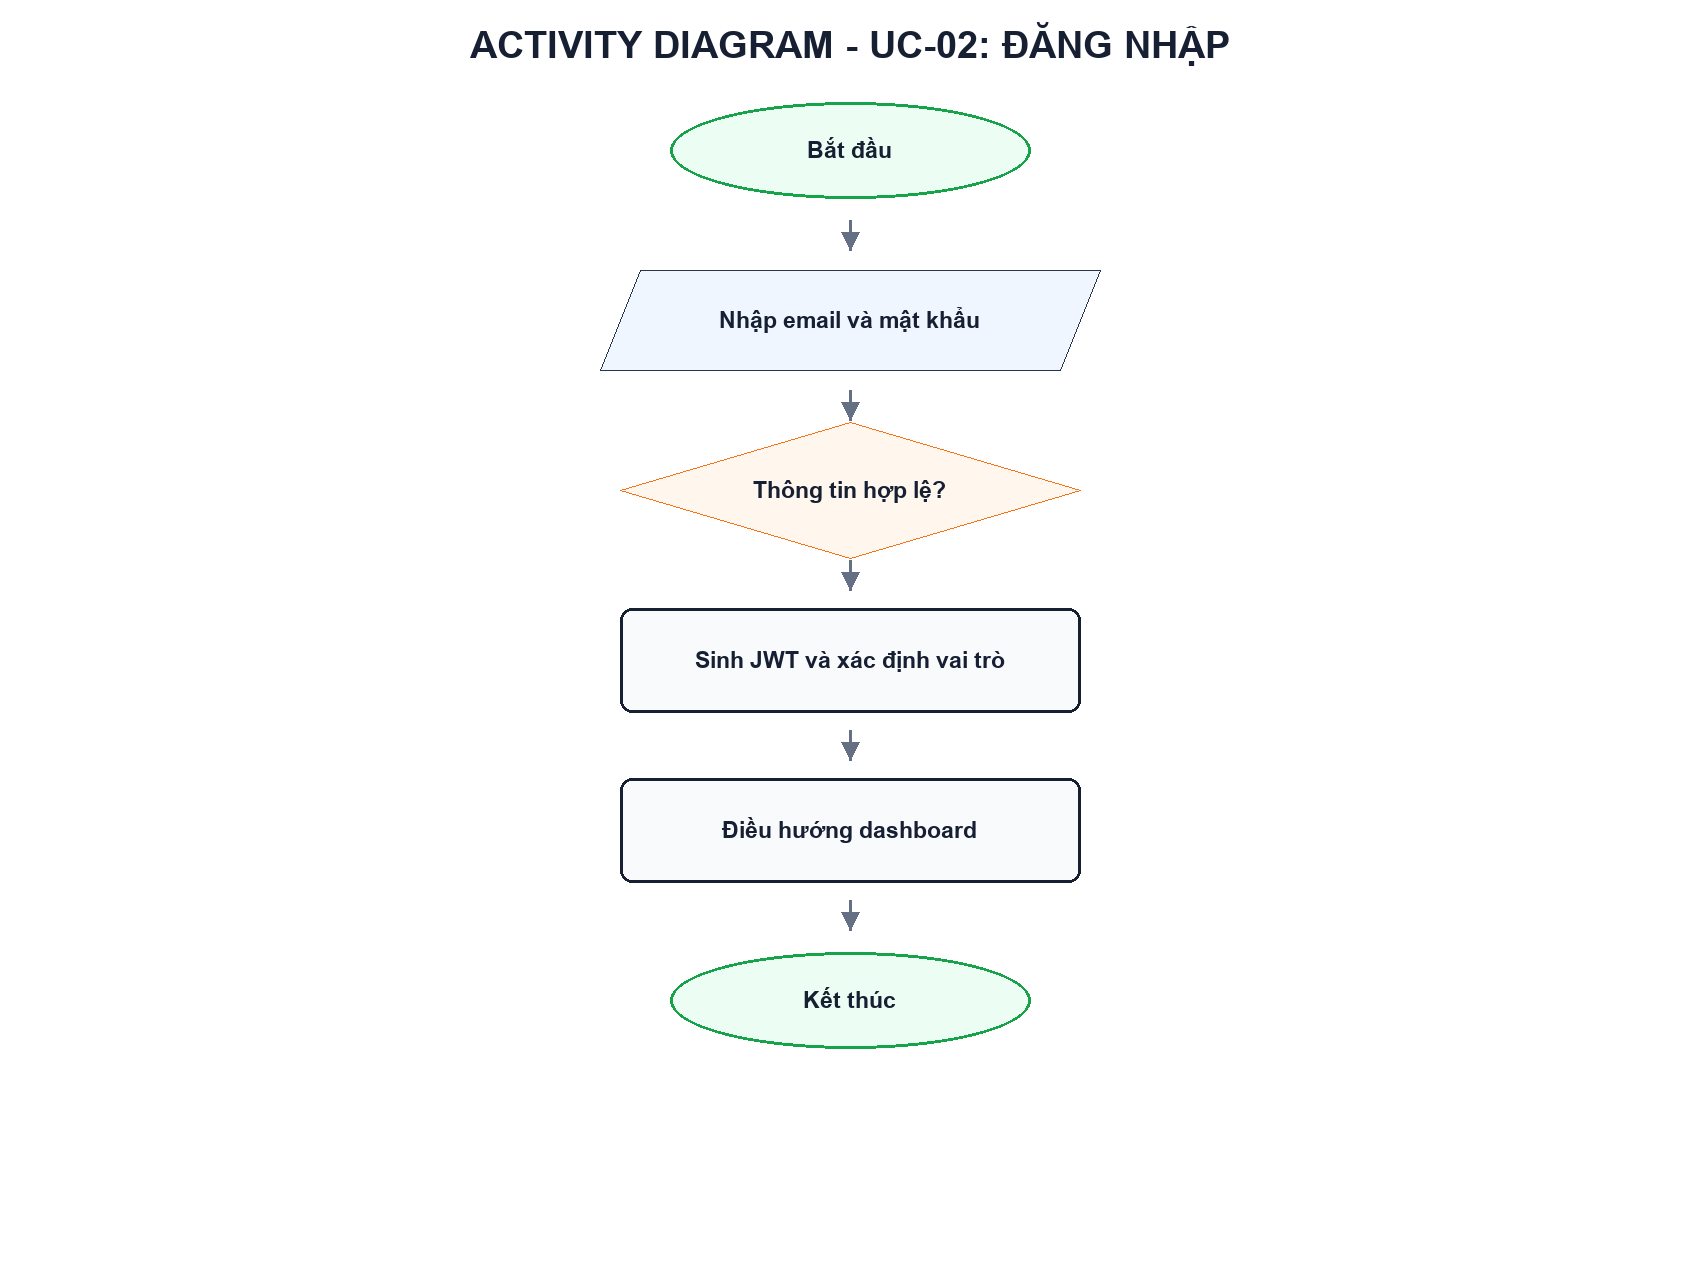 ACTIVITY DIAGRAM - UC-02: ĐĂNG NHẬP
Bắt đầu
Nhập email và mật khẩu
Thông tin hợp lệ?
Sinh JWT và xác định vai trò
Điều hướng dashboard
Kết thúc